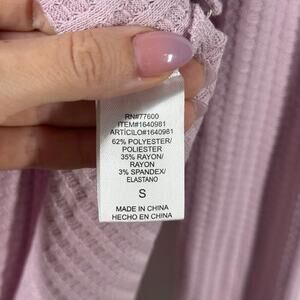 RN#77600
ITEM#1640981
ARTÍCILO#1640981
62% POLYESTER/
POLIESTER
35% RAYON/
RAYON
3% SPANDEX/
ELASTANO
S
MADE IN CHINA
HECHO EN CHINA